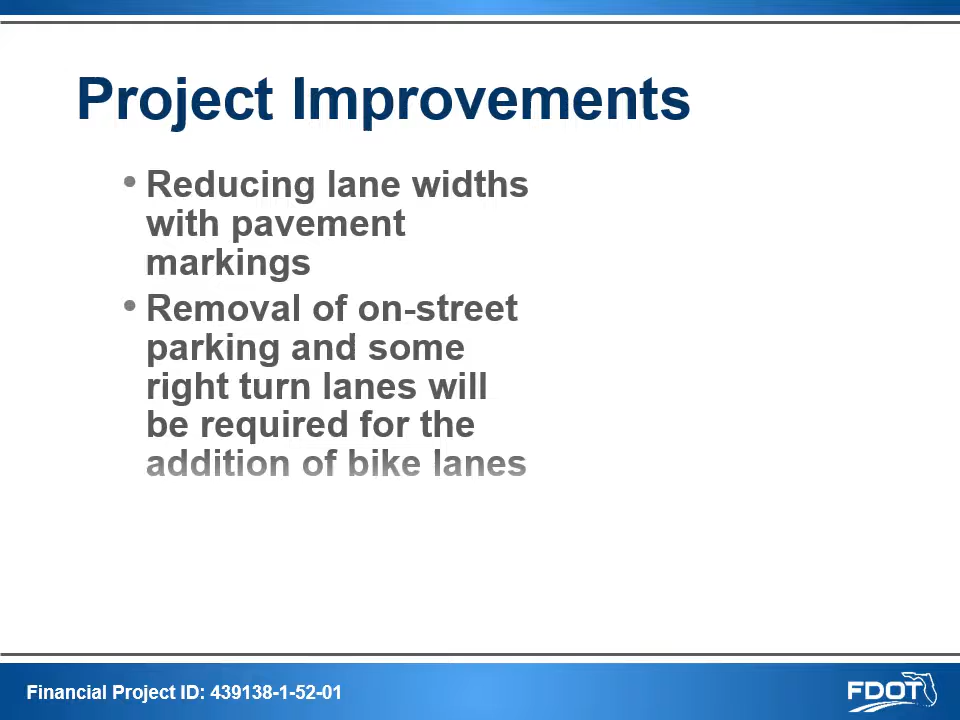 Project Improvements
• Reducing lane widths
with pavement
markings
• Removal of on-street
parking and some
right turn lanes will
be required for the
addition of bike lanes
Financial Project ID: 439138-1-52-01
FDOT